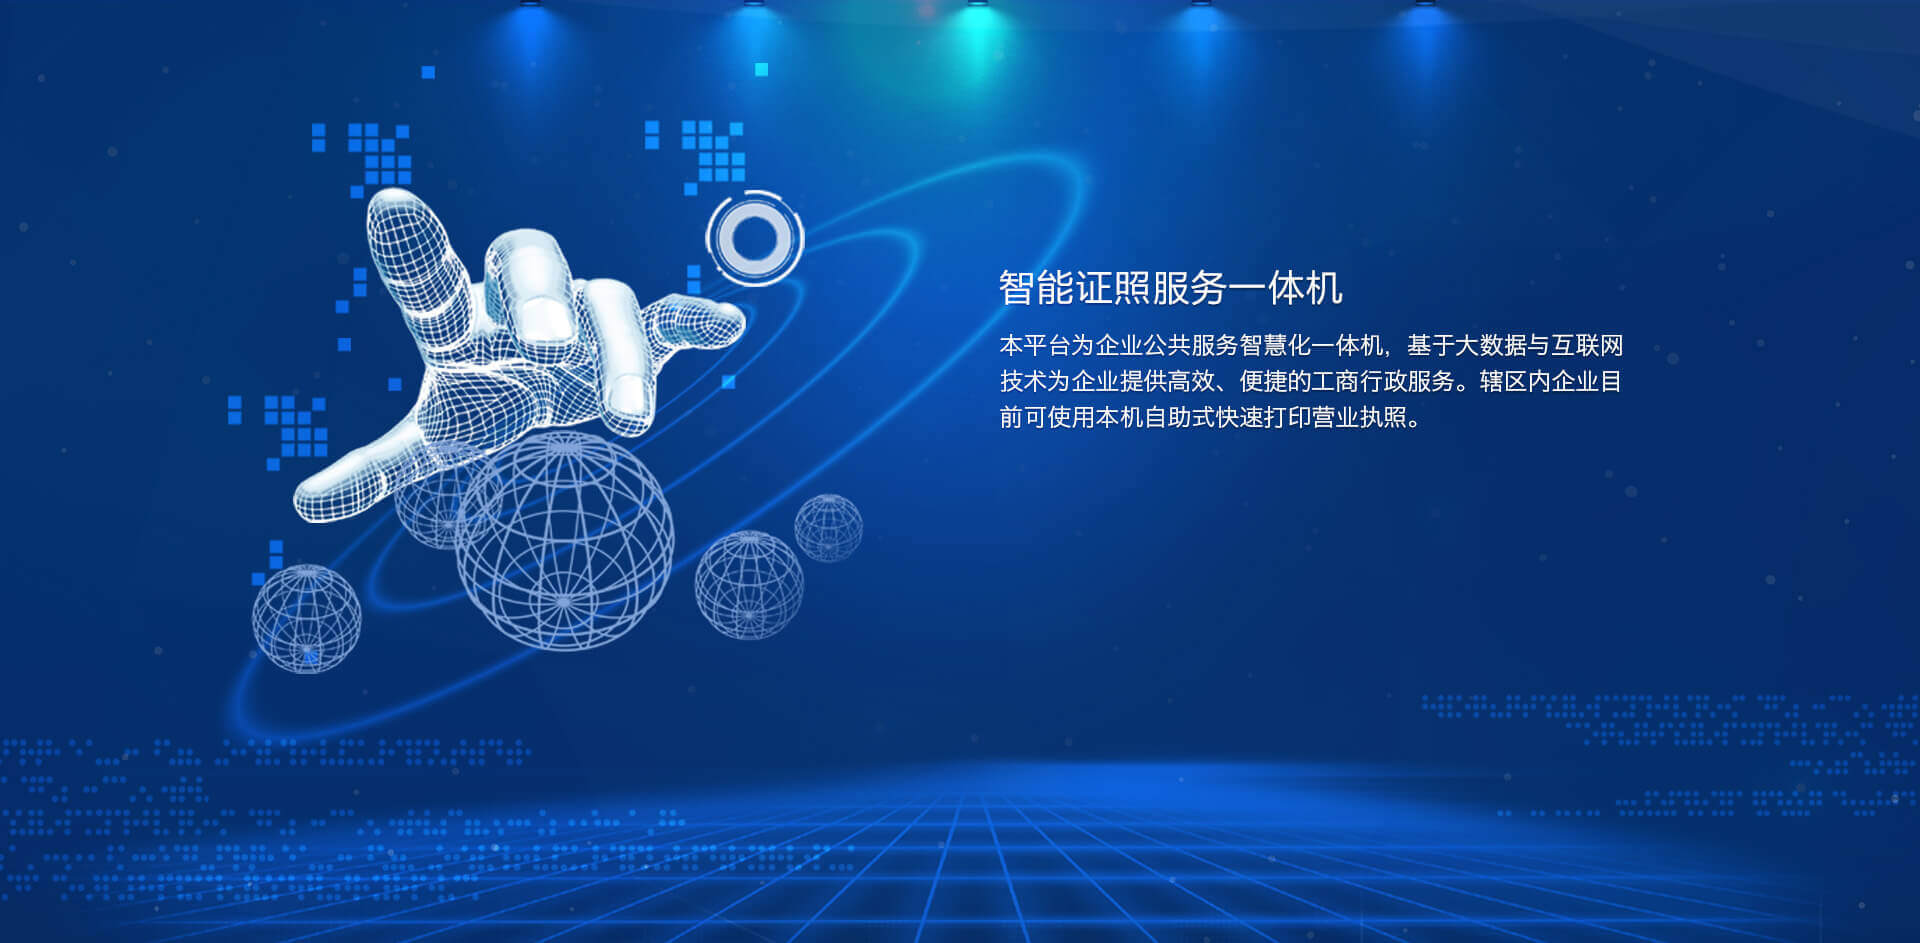 智能证照服务一体机
本平台为企业公共服务智慧化一体机，基于大数据与互联网
技术为企业提供高效、便捷的工商行政服务。辖区内企业目
前可使用本机自助式快速打印营业执照。